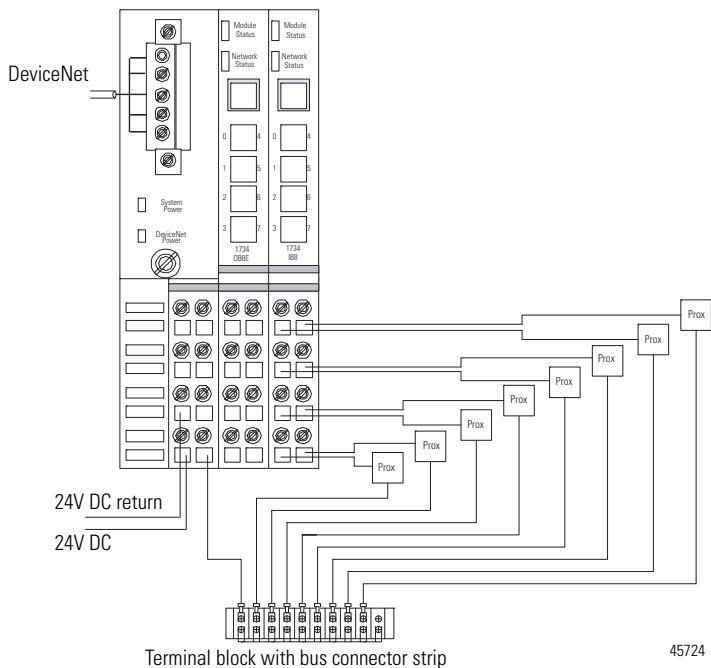 Module
Status
Module
Status
Network
Status
Network
Status
DeviceNet
0 4
0 4
1 5
1 5
2 6
2 6
3 7
3 7
System
Power
DeviceNet
Power
1734
OB8E
1734
IB8
Prox
Prox
Prox
Prox
Prox
Prox
Prox
Prox
24V DC return
24V DC
Terminal block with bus connector strip
45724